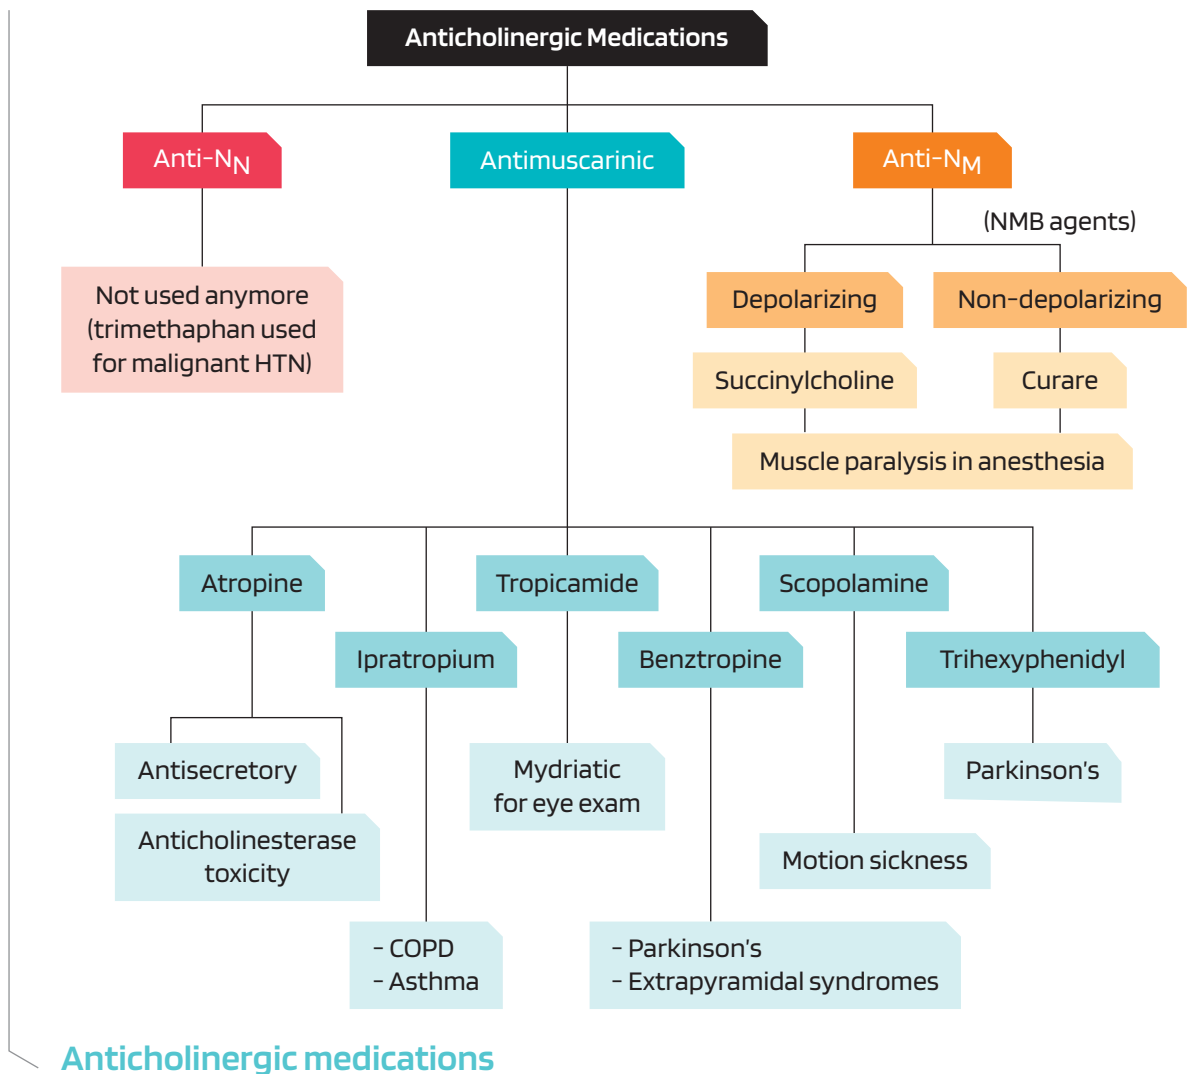 Anticholinergic Medications
Anti-NN
Antimuscarinic
Anti-NM
(NMB agents)
Not used anymore
(trimethaphan used
for malignant HTN)
Depolarizing
Non-depolarizing
Succinylcholine
Curare
Muscle paralysis in anesthesia
Atropine
Tropicamide
Scopolamine
Ipratropium
Benztropine
Trihexyphenidyl
Antisecretory
Mydriatic
for eye exam
Parkinson’s
Anticholinesterase
toxicity
Motion sickness
- COPD
- Asthma
- Parkinson’s
- Extrapyramidal syndromes
Anticholinergic medications